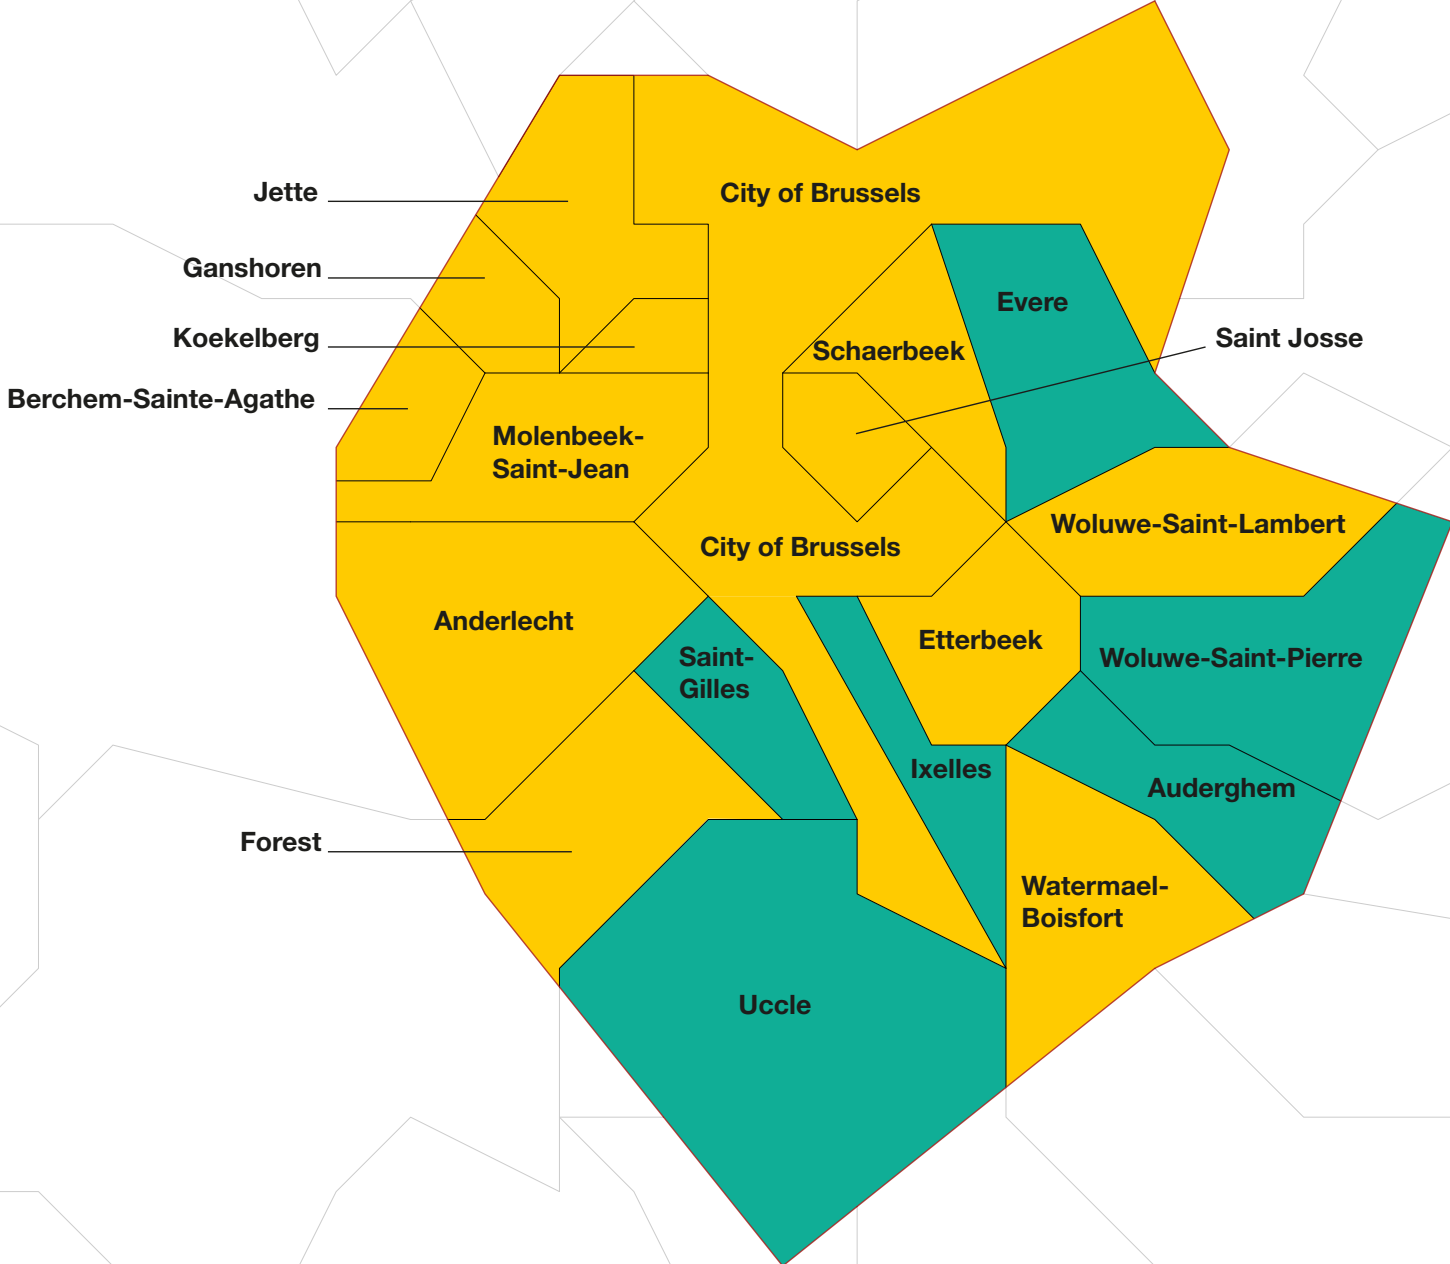 Jette
City of Brussels
Ganshoren
Evere
Koekelberg
Schaerbeek
Saint Josse
Berchem-Sainte-Agathe
Molenbeek-
Saint-Jean
Woluwe-Saint-Lambert
City of Brussels
Anderlecht
Etterbeek
Saint-
Gilles
Woluwe-Saint-Pierre
Ixelles
Auderghem
Forest
Watermael-
Boisfort
Uccle